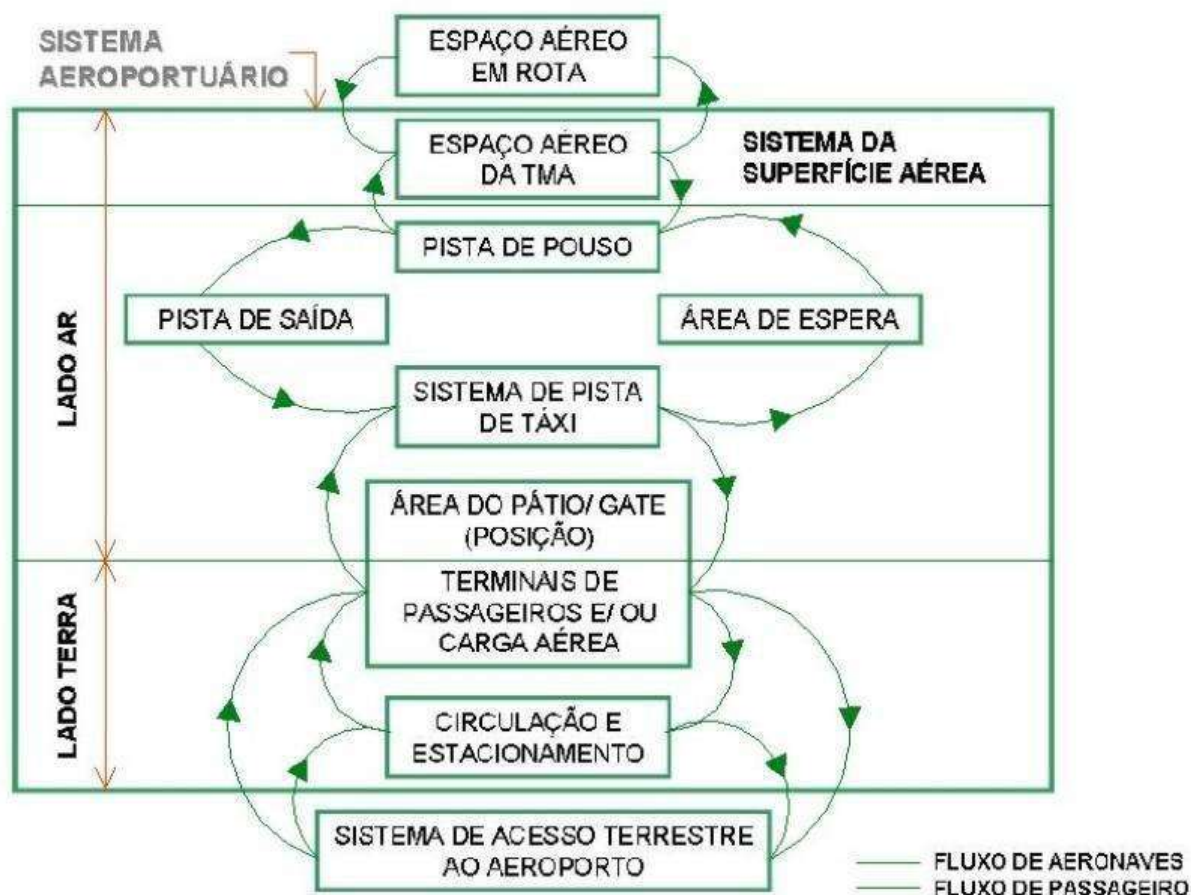 SISTEMA
AEROPORTUÁRIO
ESPAÇO AÉREO
EM ROTA
ESPAÇO AÉREO
DA TMA
SISTEMA DA
SUPERFÍCIE AÉREA
PISTA DE POUSO
PISTA DE SAÍDA
ÁREA DE ESPERA
LADO AR
SISTEMA DE PISTA
DE TÁXI
ÁREA DO PÁTIO/ GATE
(POSIÇÃO)
TERMINAIS DE
PASSAGEIROS E/ OU
CARGA AÉREA
LADO TERRA
CIRCULAÇÃO E
ESTACIONAMENTO
SISTEMA DE ACESSO TERRESTRE
AO AEROPORTO
FLUXO DE AERONAVES
FLUXO DE PASSAGEIRO